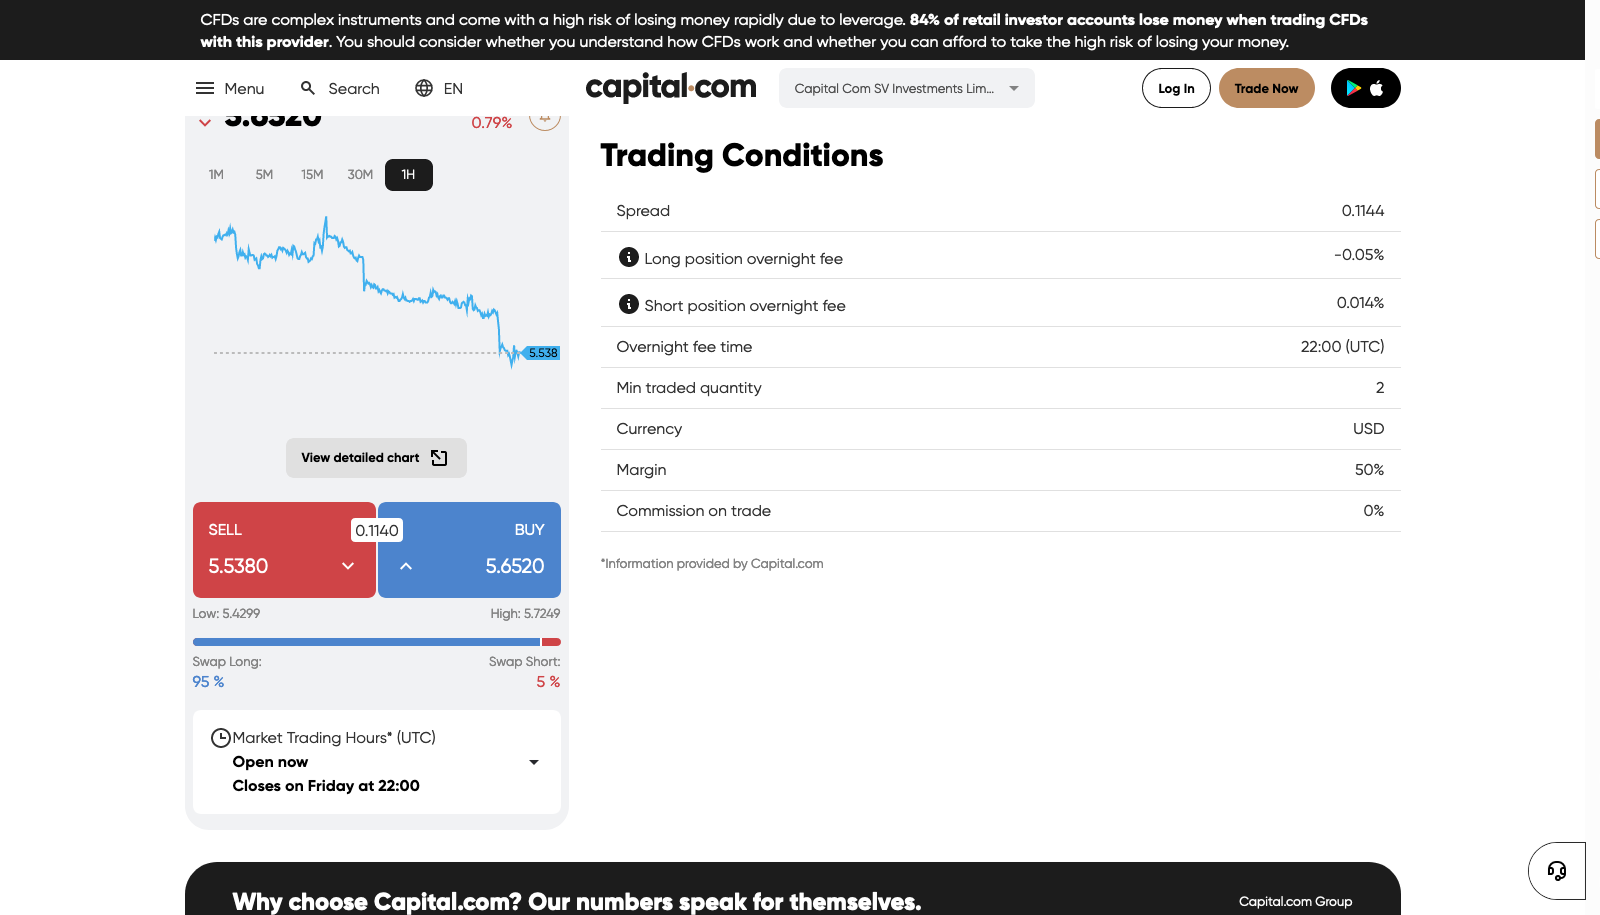 CFDs are complex instruments and come with a high risk of losing money rapidly due to leverage. 84% of retail investor accounts lose money when trading CFDs
with this provider. You should consider whether you understand how CFDs work and whether you can afford to take the high risk of losing your money.
Menu
Search
EN
capital.com
Capital Com SV Investments Lim...
Log In
Trade Now
5.6520
0.79%
1M
5M
15M
30M
1H
5.538
View detailed chart
SELL
0.1140
BUY
5.5380
5.6520
Low: 5.4299
High: 5.7249
Swap Long:
Swap Short:
95 %
5 %
Market Trading Hours* (UTC)
Open now
Closes on Friday at 22:00
Trading Conditions
Spread
0.1144
Long position overnight fee
-0.05%
Short position overnight fee
0.014%
Overnight fee time
22:00 (UTC)
Min traded quantity
2
Currency
USD
Margin
50%
Commission on trade
0%
*Information provided by Capital.com
Why choose Capital.com? Our numbers speak for themselves.
Capital.com Group